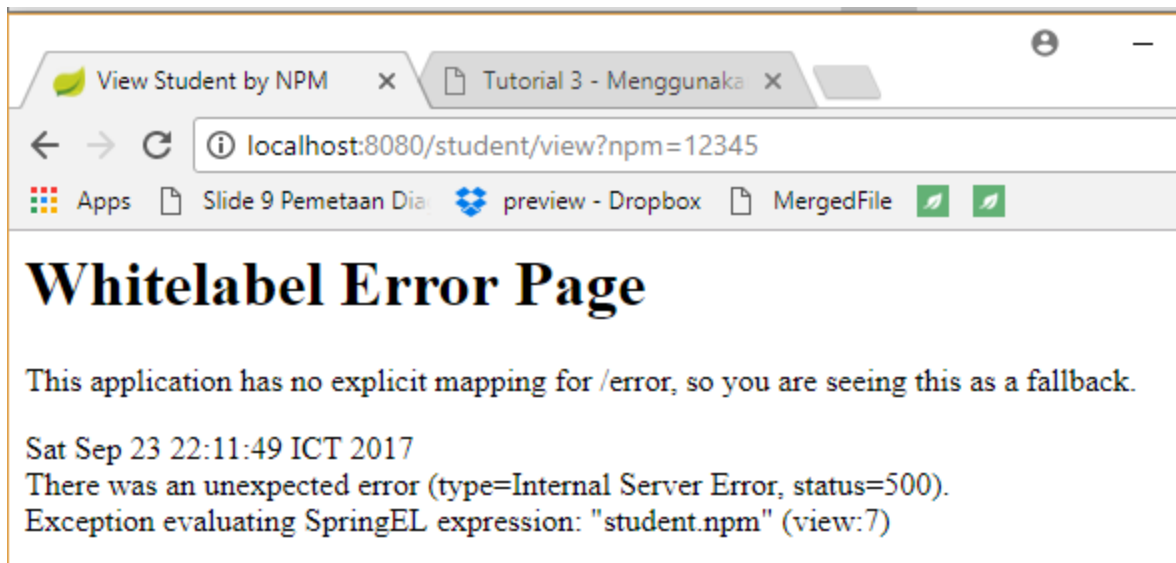 View Student by NPM
Tutorial 3 - Menggunaka
localhost:8080/student/view?npm=12345
Apps
Slide 9 Pemetaan Dia
preview - Dropbox
MergedFile
Whitelabel Error Page
This application has no explicit mapping for /error, so you are seeing this as a fallback.
Sat Sep 23 22:11:49 ICT 2017
There was an unexpected error (type=Internal Server Error, status=500).
Exception evaluating SpringEL expression: "student.npm" (view:7)